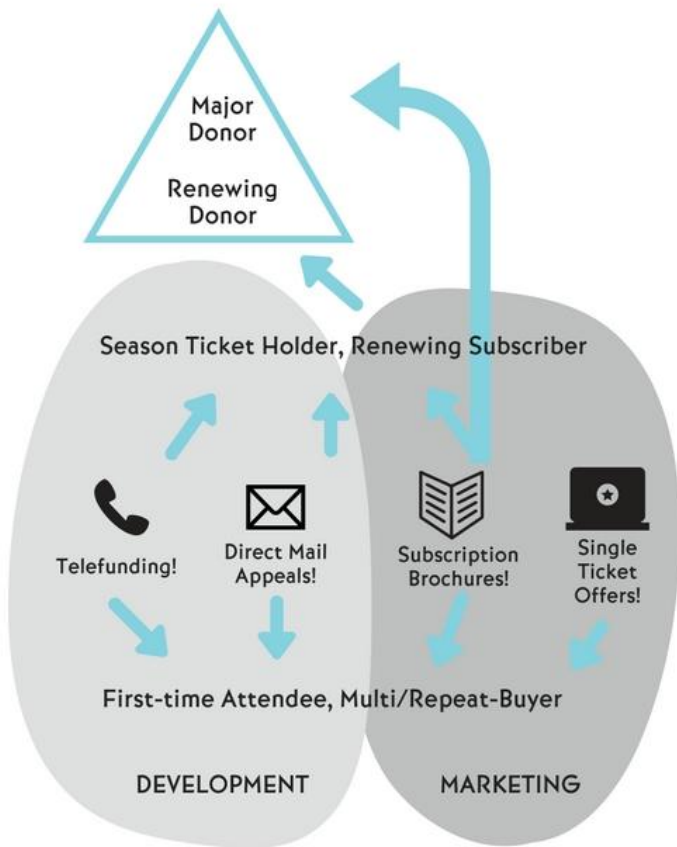 Major
Donor
Renewing
Donor
Season Ticket Holder, Renewing Subscriber
Telefunding!
Direct Mail
Appeals!
Subscription
Brochures!
Single
Ticket
Offers!
First-time Attendee, Multi/Repeat-Buyer
DEVELOPMENT
MARKETING